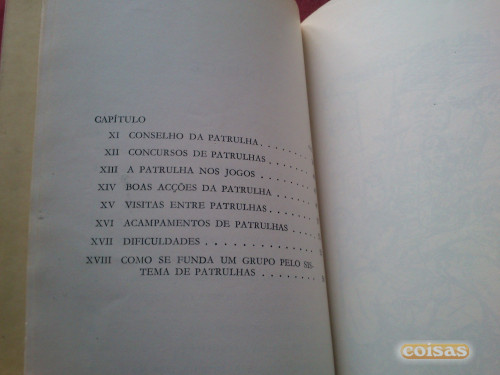 CAPÍTULO
XI CONSELHO DA PATRULHA . . . . . .
XII CONCURSOS DE PATRULHAS . . . . . .
XIII A PATRULHA NOS JOGOS . . . . . .
XIV BOAS ACÇÕES DA PATRULHA . . . . .
XV VISITAS ENTRE PATRULHAS . . . . . .
XVI ACAMPAMENTOS DE PATRULHAS . . . .
XVII DIFICULDADES . . . . . . . . . . . .
XVIII COMO SE FUNDA UM GRUPO PELO SIS-
TEMA DE PATRULHAS . . . . . . .
coisas